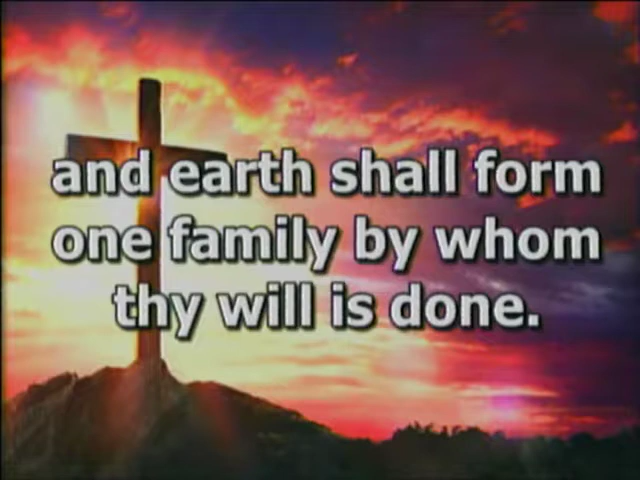 and earth shall form
one family by whom
thy will is done.